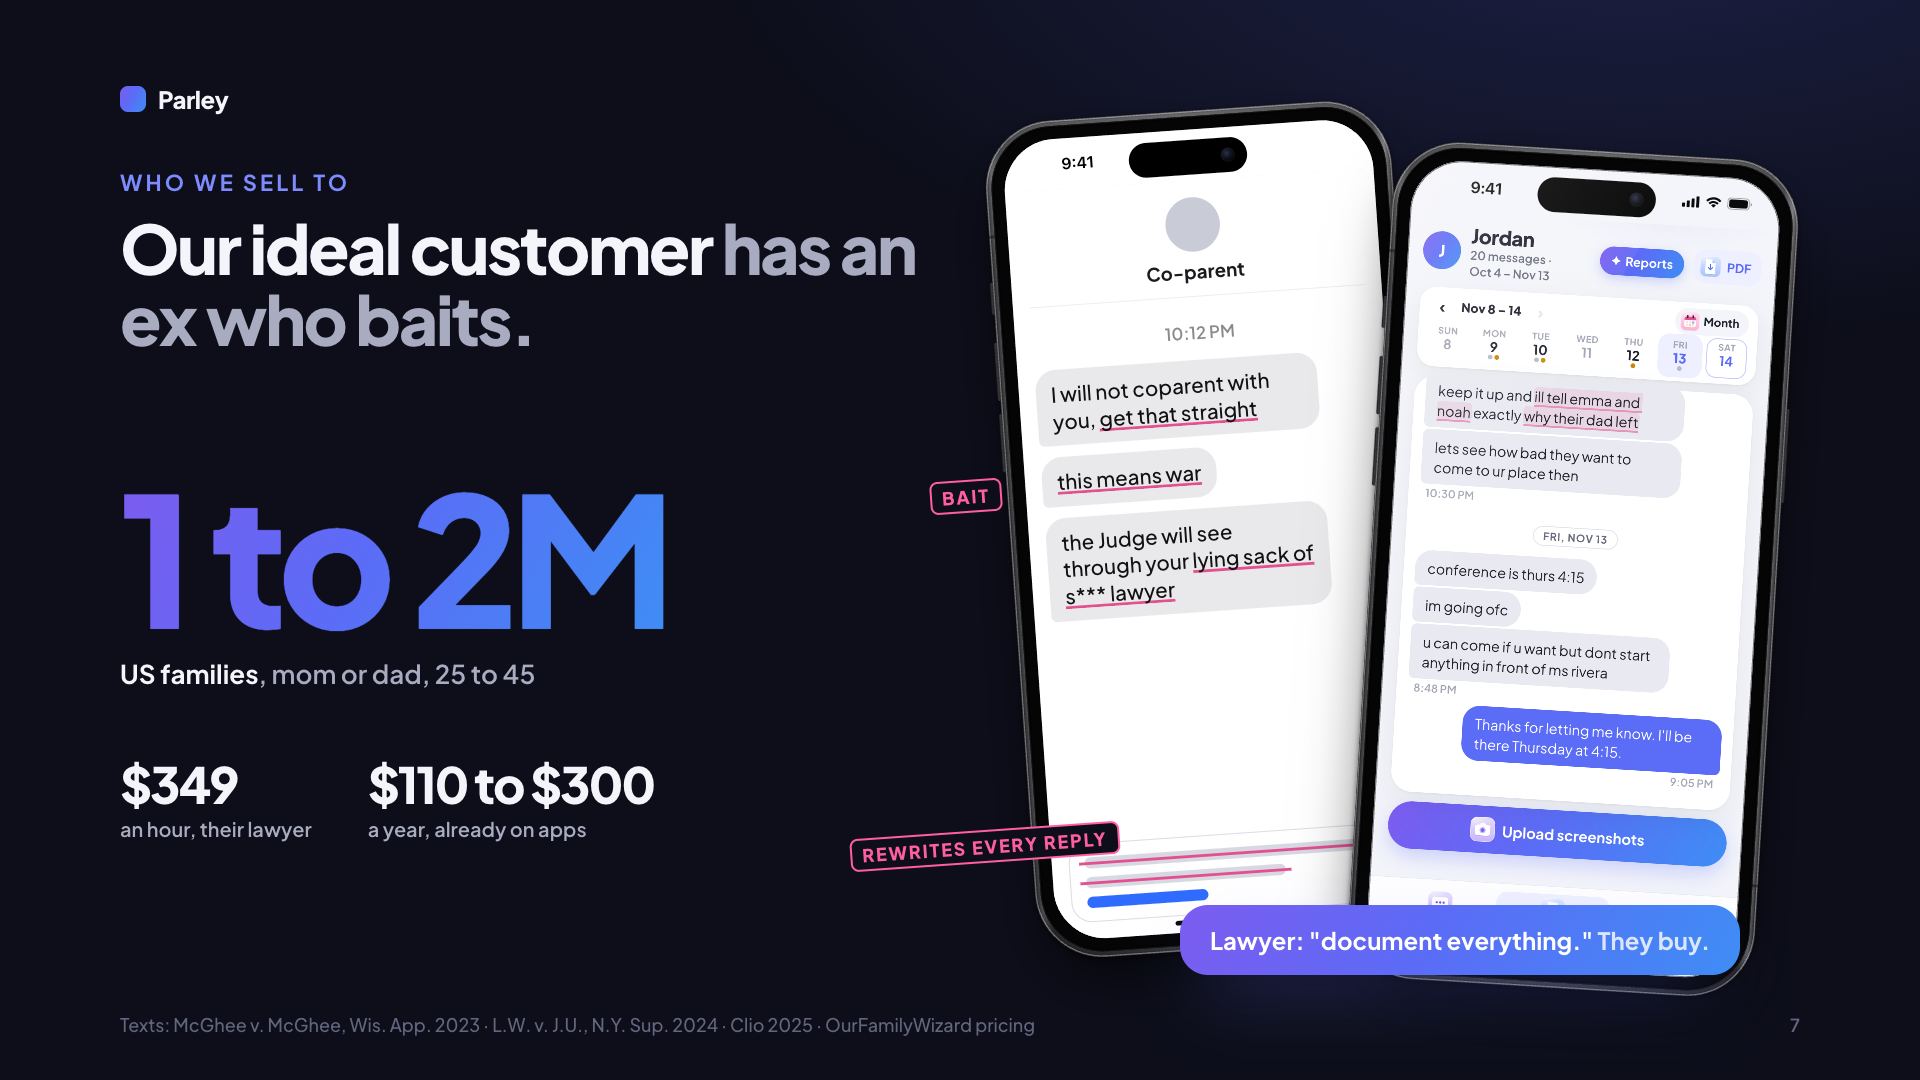 Parley
WHO WE SELL TO
Our ideal customer has an
ex who baits.
1 to 2M
US families, mom or dad, 25 to 45
$349
an hour, their lawyer
$110 to $300
a year, already on apps
9:41
Co-parent
10:12 PM
I will not coparent with
you, get that straight
this means war
BAIT
the Judge will see
through your lying sack of
s*** lawyer
REWRITES EVERY REPLY
9:41
J
Jordan
20 messages ·
Oct 4 – Nov 13
✦ Reports
PDF
‹ Nov 8 – 14 ›
Month
SUN MON TUE WED THU FRI SAT
8 9 10 11 12 13 14
keep it up and ill tell emma and
noah exactly why their dad left
lets see how bad they want to
come to ur place then
10:30 PM
FRI, NOV 13
conference is thurs 4:15
im going ofc
u can come if u want but dont start
anything in front of ms rivera
8:48 PM
Thanks for letting me know. I'll be
there Thursday at 4:15.
9:05 PM
Upload screenshots
Lawyer: "document everything." They buy.
Texts: McGhee v. McGhee, Wis. App. 2023 · L.W. v. J.U., N.Y. Sup. 2024 · Clio 2025 · OurFamilyWizard pricing
7